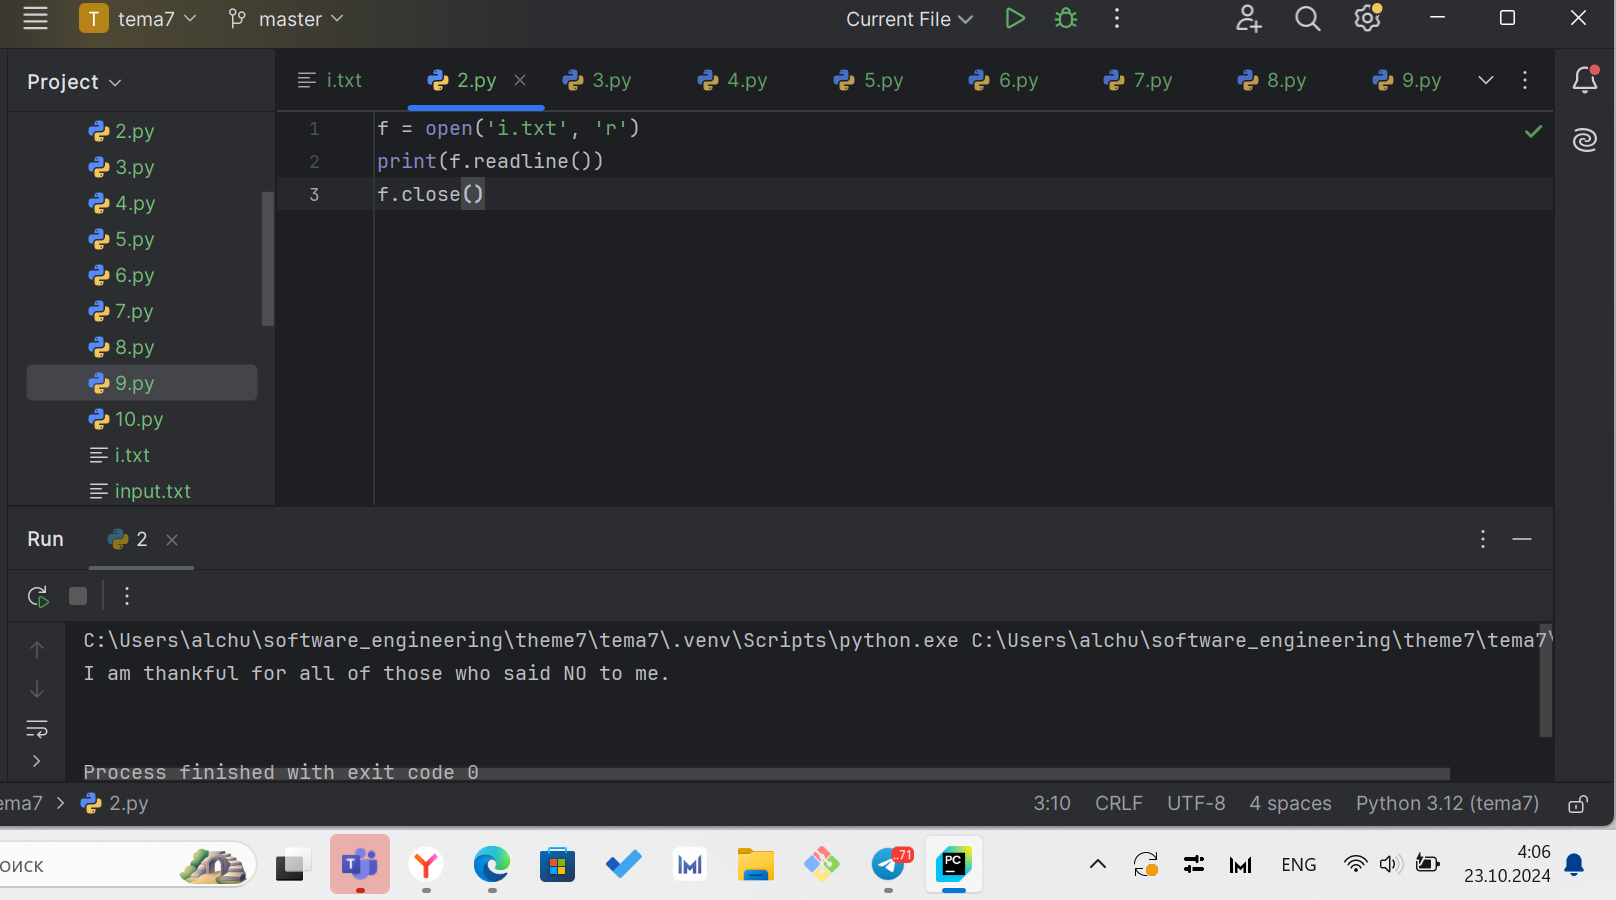 T tema7 master Current File
Project
i.txt 2.py 3.py 4.py 5.py 6.py 7.py 8.py 9.py
2.py
3.py
4.py
5.py
6.py
7.py
8.py
9.py
10.py
i.txt
input.txt
1 f = open('i.txt', 'r')
2 print(f.readline())
3 f.close()
Run 2
C:\Users\alchu\software_engineering\theme7\tema7\.venv\Scripts\python.exe C:\Users\alchu\software_engineering\theme7\tema7\
I am thankful for all of those who said NO to me.
Process finished with exit code 0
ema7 > 2.py 3:10 CRLF UTF-8 4 spaces Python 3.12 (tema7)
оиск T Y M ..71 PC M ENG 4:06
23.10.2024